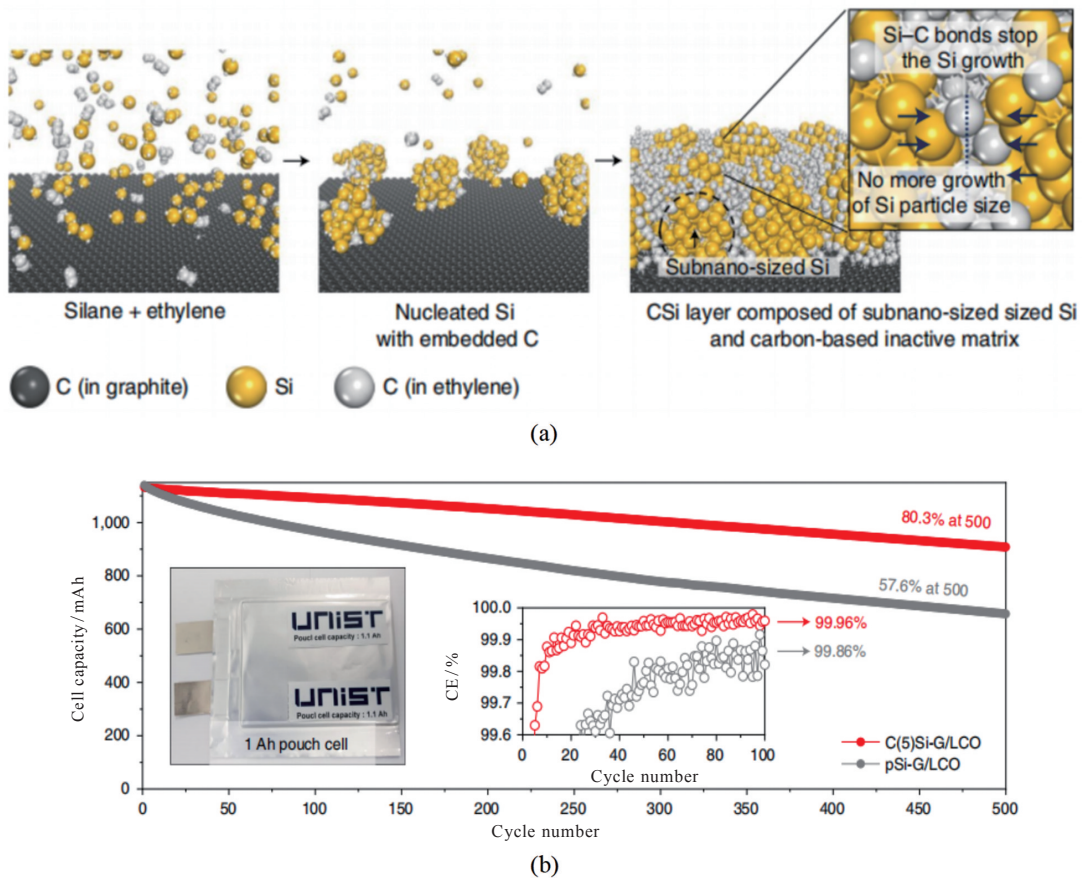 Si–C bonds stop
the Si growth
No more growth
of Si particle size
Subnano-sized Si
Silane + ethylene
Nucleated Si
with embedded C
CSi layer composed of subnano-sized sized Si
and carbon-based inactive matrix
C (in graphite)
Si
C (in ethylene)
(a)
Cell capacity/mAh
1,000
800
600
400
200
0
80.3% at 500
57.6% at 500
UNIST
Poucl cell capacity : 1.1 Ah
UNIST
Poucl cell capacity : 1.1 Ah
1 Ah pouch cell
CE/%
100.0
99.9
99.8
99.7
99.6
99.96%
99.86%
0 20 40 60 80 100
Cycle number
C(5)Si-G/LCO
pSi-G/LCO
0 50 100 150 200 250 300 350 400 450 500
Cycle number
(b)